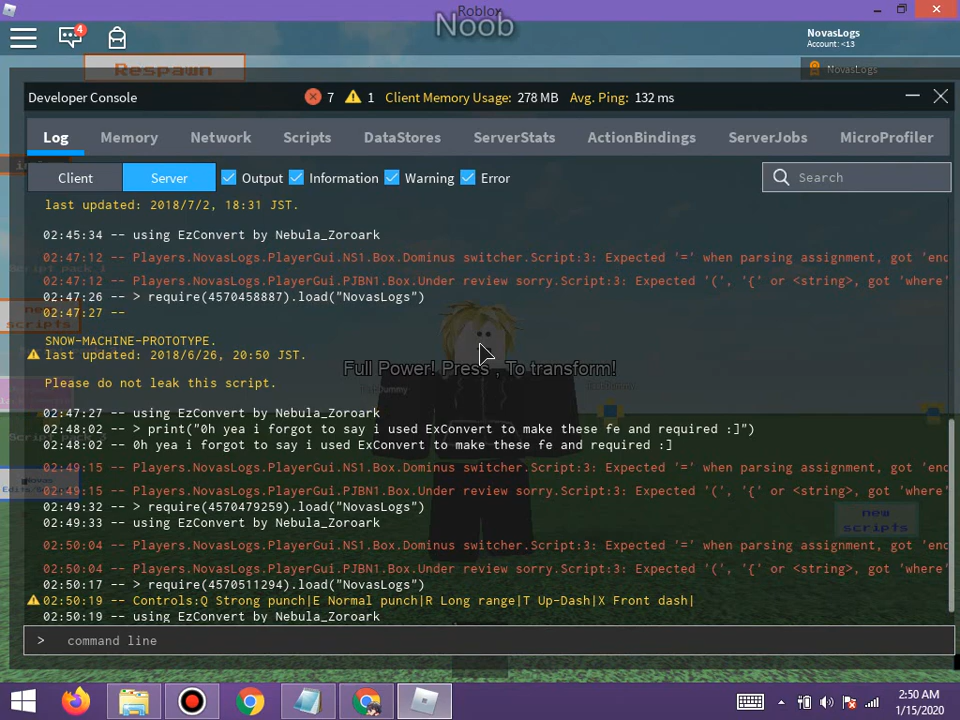 Roblox
Noob
4
NovasLogs
Account: <13
Respawn
NovasLogs
Developer Console
7
1
Client Memory Usage: 278 MB
Avg. Ping: 132 ms
Log
Memory
Network
Scripts
DataStores
ServerStats
ActionBindings
ServerJobs
MicroProfiler
Client
Server
Output
Information
Warning
Error
Search
last updated: 2018/7/2, 18:31 JST.
02:45:34 -- using EzConvert by Nebula_Zoroark
02:47:12 -- Players.NovasLogs.PlayerGui.NS1.Box.Dominus switcher.Script:3: Expected '=' when parsing assignment, got 'end
02:47:12 -- Players.NovasLogs.PlayerGui.PJBN1.Box.Under review sorry.Script:3: Expected '(', '{' or <string>, got 'where'
02:47:26 -- > require(4570458887).load("NovasLogs")
02:47:27 --
SNOW-MACHINE-PROTOTYPE.
last updated: 2018/6/26, 20:50 JST.
Full Power! Press , To transform!
Please do not leak this script.
02:47:27 -- using EzConvert by Nebula_Zoroark
02:48:02 -- > print("0h yea i forgot to say i used ExConvert to make these fe and required :]")
02:48:02 -- 0h yea i forgot to say i used ExConvert to make these fe and required :]
02:49:15 -- Players.NovasLogs.PlayerGui.NS1.Box.Dominus switcher.Script:3: Expected '=' when parsing assignment, got 'end
02:49:15 -- Players.NovasLogs.PlayerGui.PJBN1.Box.Under review sorry.Script:3: Expected '(', '{' or <string>, got 'where'
02:49:32 -- > require(4570479259).load("NovasLogs")
02:49:33 -- using EzConvert by Nebula_Zoroark
new
scripts
02:50:04 -- Players.NovasLogs.PlayerGui.NS1.Box.Dominus switcher.Script:3: Expected '=' when parsing assignment, got 'end
02:50:04 -- Players.NovasLogs.PlayerGui.PJBN1.Box.Under review sorry.Script:3: Expected '(', '{' or <string>, got 'where'
02:50:17 -- > require(4570511294).load("NovasLogs")
02:50:19 -- Controls:Q Strong punch|E Normal punch|R Long range|T Up-Dash|X Front dash|
02:50:19 -- using EzConvert by Nebula_Zoroark
> command line
2:50 AM
1/15/2020